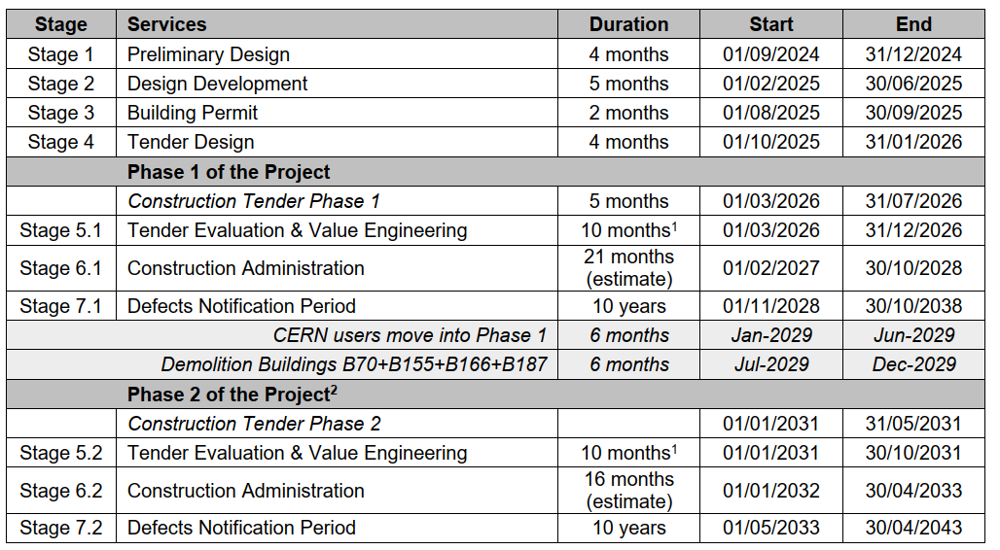 Stage Services Duration Start End
Stage 1 Preliminary Design 4 months 01/09/2024 31/12/2024
Stage 2 Design Development 5 months 01/02/2025 30/06/2025
Stage 3 Building Permit 2 months 01/08/2025 30/09/2025
Stage 4 Tender Design 4 months 01/10/2025 31/01/2026
Phase 1 of the Project
Construction Tender Phase 1 5 months 01/03/2026 31/07/2026
Stage 5.1 Tender Evaluation & Value Engineering 10 months¹ 01/03/2026 31/12/2026
Stage 6.1 Construction Administration 21 months (estimate) 01/02/2027 30/10/2028
Stage 7.1 Defects Notification Period 10 years 01/11/2028 30/10/2038
CERN users move into Phase 1 6 months Jan-2029 Jun-2029
Demolition Buildings B70+B155+B166+B187 6 months Jul-2029 Dec-2029
Phase 2 of the Project²
Construction Tender Phase 2 01/01/2031 31/05/2031
Stage 5.2 Tender Evaluation & Value Engineering 10 months¹ 01/01/2031 30/10/2031
Stage 6.2 Construction Administration 16 months (estimate) 01/01/2032 30/04/2033
Stage 7.2 Defects Notification Period 10 years 01/05/2033 30/04/2043